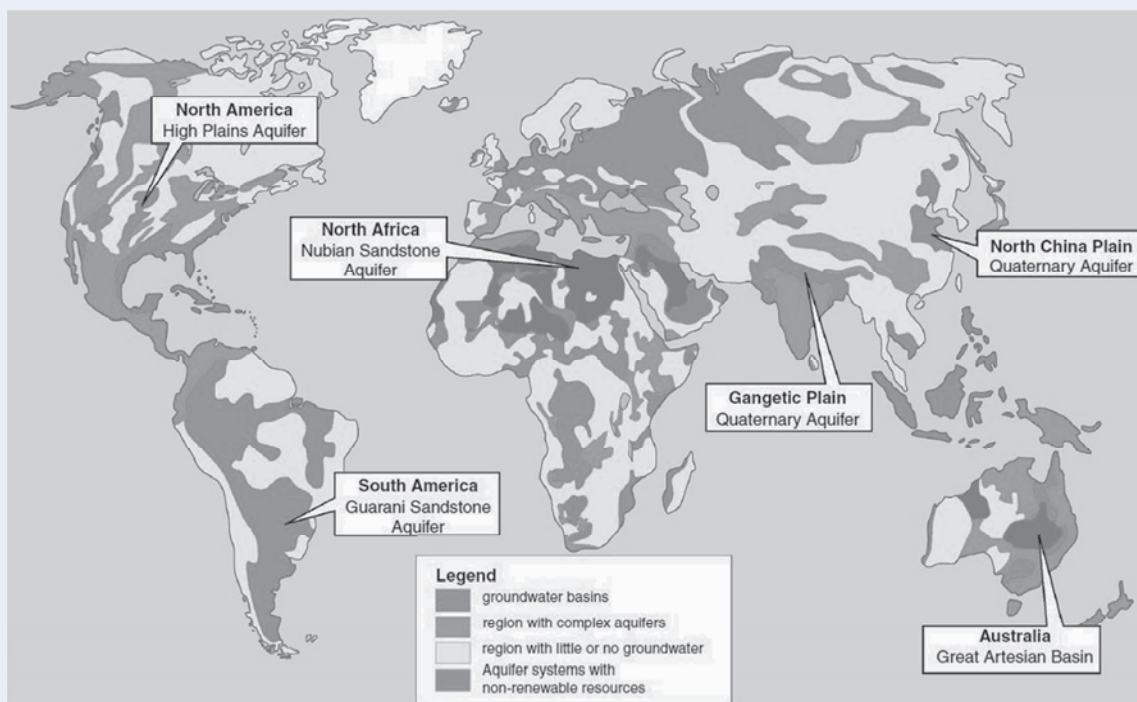 North America
High Plains Aquifer
North Africa
Nubian Sandstone
Aquifer
North China Plain
Quaternary Aquifer
Gangetic Plain
Quaternary Aquifer
South America
Guarani Sandstone
Aquifer
Australia
Great Artesian Basin
Legend
groundwater basins
region with complex aquifers
region with little or no groundwater
Aquifer systems with
non-renewable resources